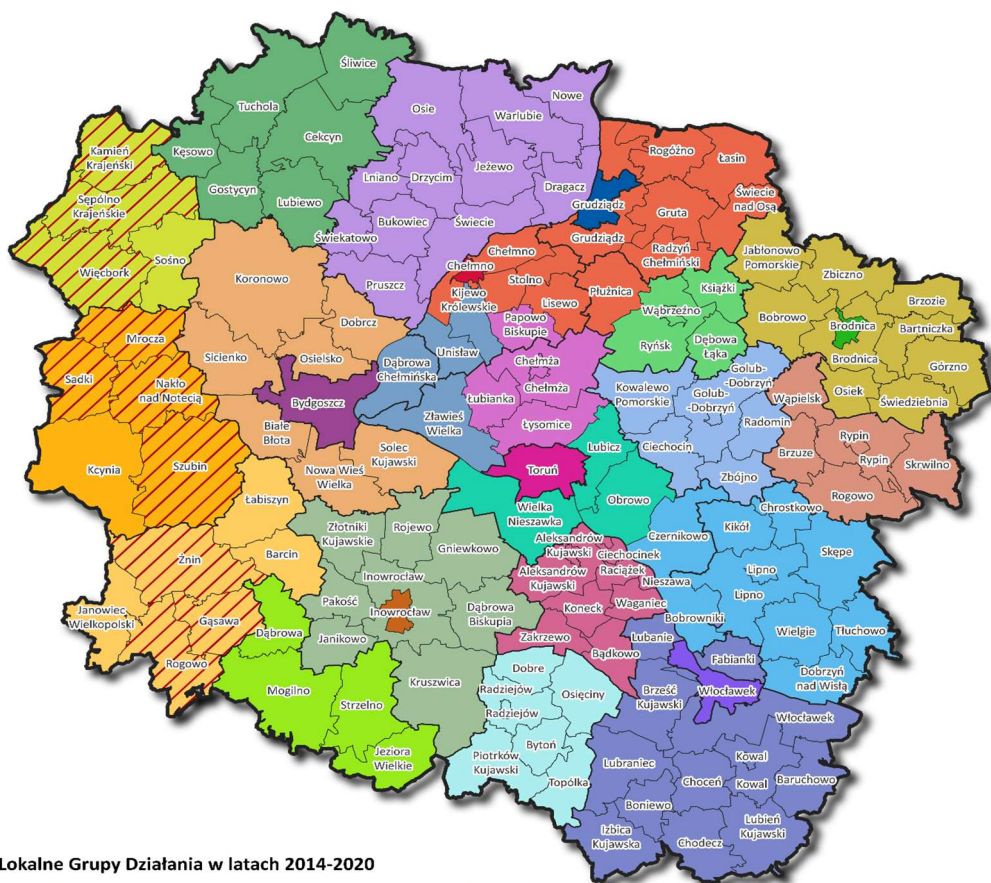 Śliwice
Tuchola
Cekcyn
Kęsowo
Gostycyn
Lubiewo
Osie
Nowe
Warlubie
Lniano
Drzycim
Jeżewo
Dragacz
Bukowiec
Świecie
Świekatowo
Pruszcz
Kamień
Krajeński
Sępólno
Krajeńskie
Więcbork
Sośno
Rogóźno
Łasin
Grudziądz
Gruta
Świecie
nad Osą
Grudziądz
Radzyń
Chełmiński
Chełmno
Chełmno
Stolno
Kijewo
Królewskie
Lisewo
Płużnica
Jabłonowo
Pomorskie
Zbiczno
Brzozie
Bobrowo
Brodnica
Bartniczka
Brodnica
Górzno
Osiek
Świedziebnia
Książki
Wąbrzeźno
Ryńsk
Dębowa
Łąka
Koronowo
Dobrcz
Sicienko
Osielsko
Bydgoszcz
Białe
Błota
Solec
Kujawski
Nowa Wieś
Wielka
Unisław
Dąbrowa
Chełmińska
Zławieś
Wielka
Papowo
Biskupie
Chełmża
Chełmża
Łubianka
Łysomice
Mrocza
Sadki
Nakło
nad Notecią
Kcynia
Szubin
Kowalewo
Pomorskie
Golub-
-Dobrzyń
Golub-
-Dobrzyń
Radomin
Ciechocin
Zbójno
Wąpielsk
Rypin
Rypin
Brzuze
Skrwilno
Rogowo
Toruń
Lubicz
Obrowo
Wielka
Nieszawka
Łabiszyn
Barcin
Żnin
Janowiec
Wielkopolski
Gąsawa
Rogowo
Złotniki
Kujawskie
Rojewo
Gniewkowo
Inowrocław
Pakość
Inowrocław
Dąbrowa
Biskupia
Janikowo
Kruszwica
Aleksandrów
Kujawski
Ciechocinek
Aleksandrów
Kujawski
Raciążek
Nieszawa
Koneck
Waganiec
Zakrzewo
Bądkowo
Czernikowo
Kikół
Chrostkowo
Skępe
Lipno
Lipno
Bobrowniki
Wielgie
Tłuchowo
Dobrzyń
nad Wisłą
Dąbrowa
Mogilno
Strzelno
Jeziora
Wielkie
Dobre
Radziejów
Osięciny
Radziejów
Bytoń
Piotrków
Kujawski
Topólka
Lubanie
Fabianki
Brześć
Kujawski
Włocławek
Włocławek
Lubraniec
Kowal
Choceń
Kowal
Baruchowo
Boniewo
Izbica
Kujawska
Chodecz
Lubień
Kujawski
Lokalne Grupy Działania w latach 2014-2020